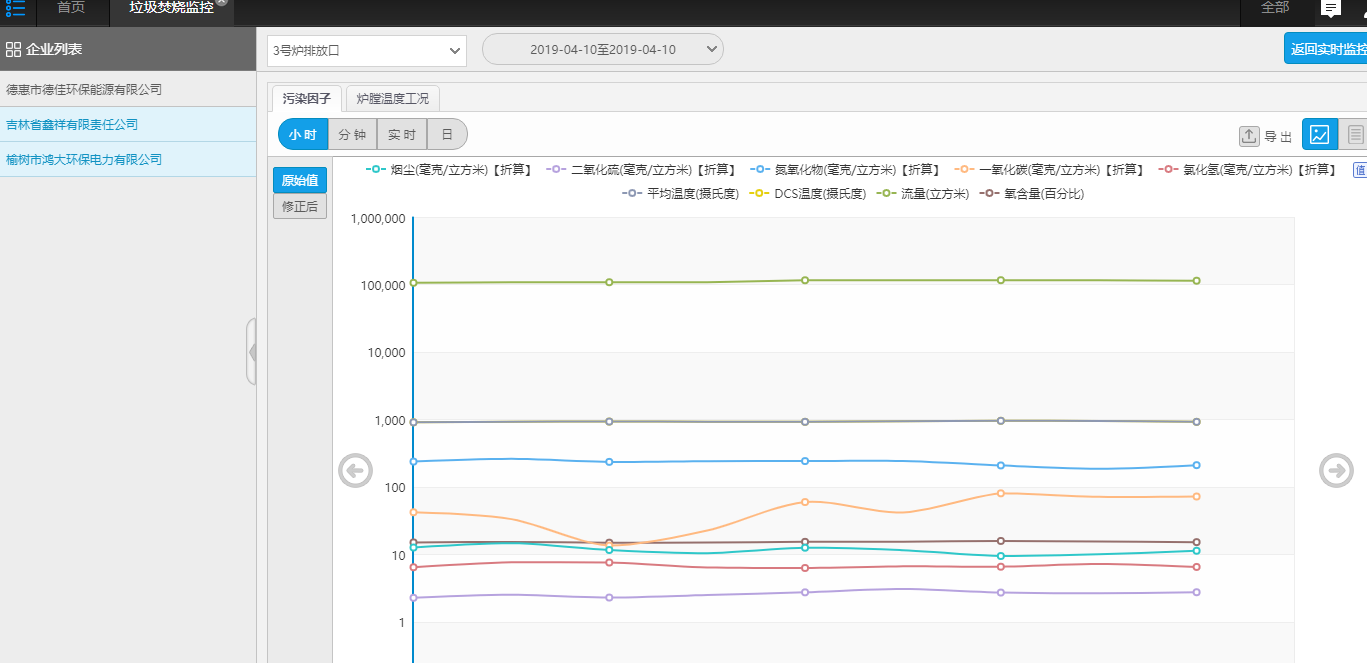 首页
垃圾焚烧监控
全部
企业列表
3号炉排放口
2019-04-10至2019-04-10
返回实时监控
德惠市德佳环保能源有限公司
吉林省鑫祥有限责任公司
榆树市鸿大环保电力有限公司
污染因子
炉膛温度工况
小时
分钟
实时
日
导出
原始值
修正后
烟尘(毫克/立方米)【折算】
二氧化硫(毫克/立方米)【折算】
氮氧化物(毫克/立方米)【折算】
一氧化碳(毫克/立方米)【折算】
氯化氢(毫克/立方米)【折算】
值
平均温度(摄氏度)
DCS温度(摄氏度)
流量(立方米)
氧含量(百分比)
1,000,000
100,000
10,000
1,000
100
10
1